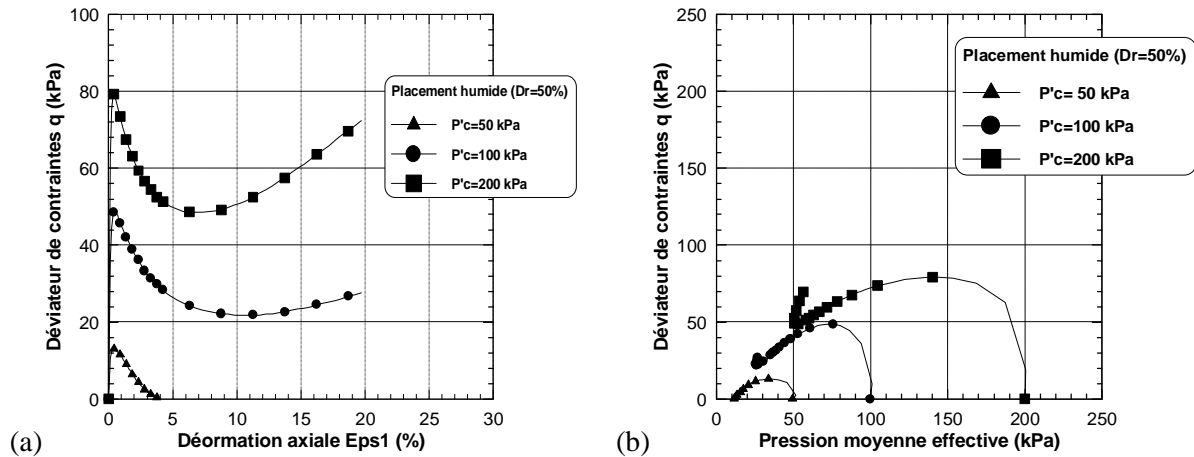 100
80
60
40
20
0
Déviateur de contraintes q (kPa)
0 5 10 15 20 25 30
Déormation axiale Eps1 (%)
Placement humide (Dr=50%)
P'c=50 kPa
P'c=100 kPa
P'c=200 kPa
(a)
250
200
150
100
50
0
Déviateur de contraintes q (kPa)
0 50 100 150 200 250
Pression moyenne effective (kPa)
Placement humide (Dr=50%)
P'c= 50 kPa
P'c=100 kPa
P'c=200 kPa
(b)